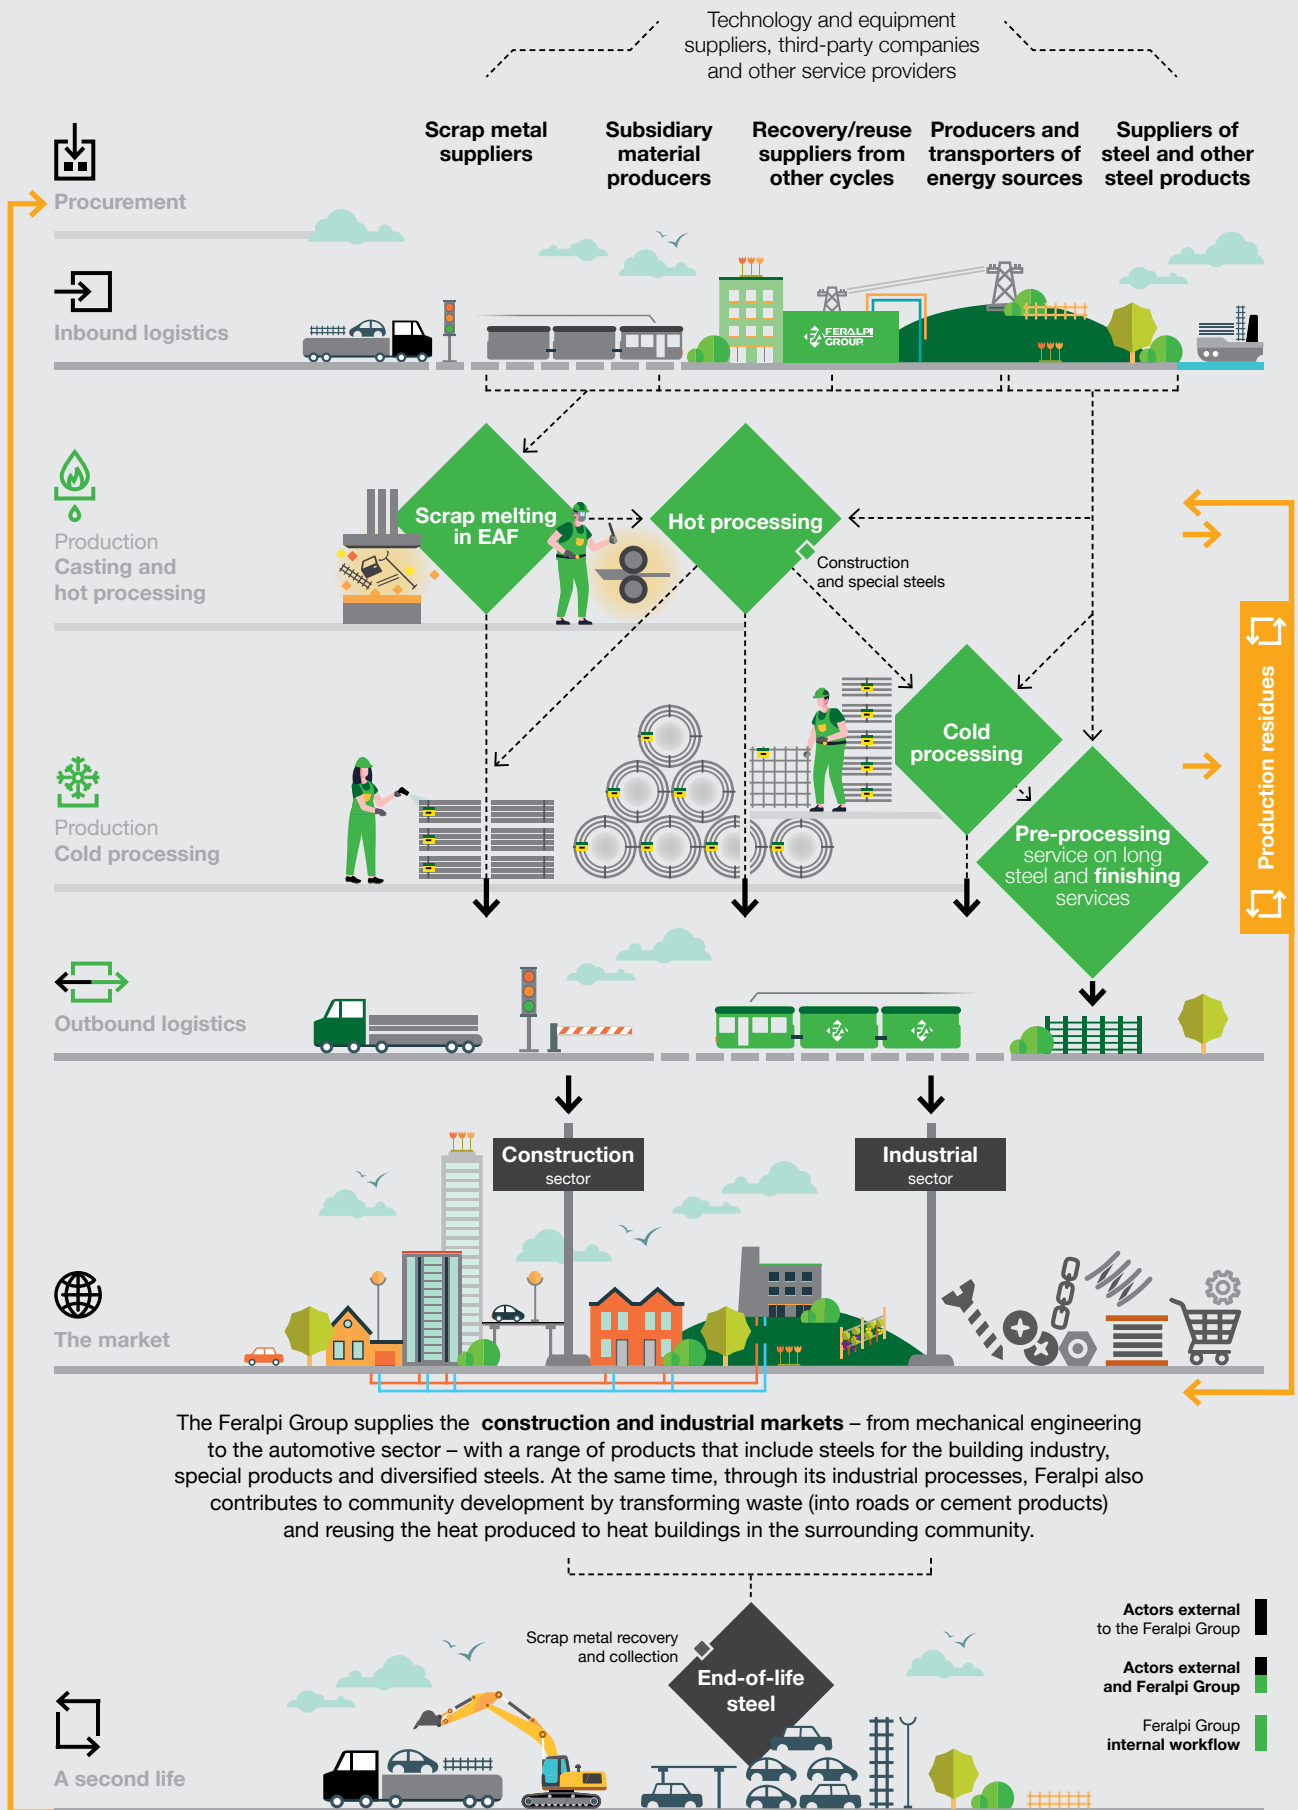 Technology and equipment
suppliers, third-party companies
and other service providers
Scrap metal
suppliers
Subsidiary
material
producers
Recovery/reuse
suppliers from
other cycles
Producers and
transporters of
energy sources
Suppliers of
steel and other
steel products
Procurement
Inbound logistics
FERALPI
GROUP
Production
Casting and
hot processing
Scrap melting
in EAF
Hot processing
Construction
and special steels
Production residues
Production
Cold processing
Cold
processing
Pre-processing
service on long
steel and finishing
services
Outbound logistics
Construction
sector
Industrial
sector
The market
The Feralpi Group supplies the construction and industrial markets – from mechanical engineering
to the automotive sector – with a range of products that include steels for the building industry,
special products and diversified steels. At the same time, through its industrial processes, Feralpi also
contributes to community development by transforming waste (into roads or cement products)
and reusing the heat produced to heat buildings in the surrounding community.
Scrap metal recovery
and collection
End-of-life
steel
Actors external
to the Feralpi Group
Actors external
and Feralpi Group
Feralpi Group
internal workflow
A second life